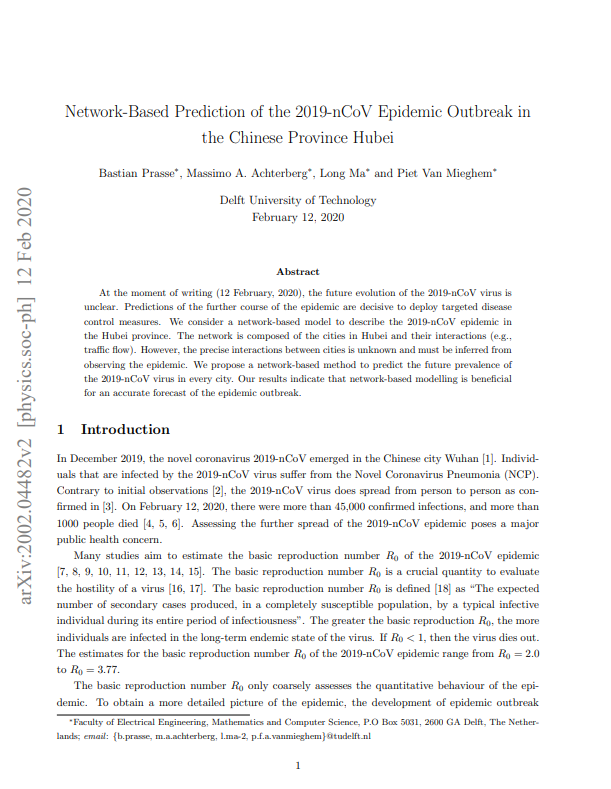 Network-Based Prediction of the 2019-nCoV Epidemic Outbreak in
the Chinese Province Hubei
Bastian Prasse*, Massimo A. Achterberg*, Long Ma* and Piet Van Mieghem*
Delft University of Technology
February 12, 2020
arXiv:2002.04482v2 [physics.soc-ph] 12 Feb 2020
Abstract
At the moment of writing (12 February, 2020), the future evolution of the 2019-nCoV virus is
unclear. Predictions of the further course of the epidemic are decisive to deploy targeted disease
control measures. We consider a network-based model to describe the 2019-nCoV epidemic in
the Hubei province. The network is composed of the cities in Hubei and their interactions (e.g.,
traffic flow). However, the precise interactions between cities is unknown and must be inferred from
observing the epidemic. We propose a network-based method to predict the future prevalence of
the 2019-nCoV virus in every city. Our results indicate that network-based modelling is beneficial
for an accurate forecast of the epidemic outbreak.
1 Introduction
In December 2019, the novel coronavirus 2019-nCoV emerged in the Chinese city Wuhan [1]. Individ-
uals that are infected by the 2019-nCoV virus suffer from the Novel Coronavirus Pneumonia (NCP).
Contrary to initial observations [2], the 2019-nCoV virus does spread from person to person as con-
firmed in [3]. On February 12, 2020, there were more than 45,000 confirmed infections, and more than
1000 people died [4, 5, 6]. Assessing the further spread of the 2019-nCoV epidemic poses a major
public health concern.
Many studies aim to estimate the basic reproduction number R₀ of the 2019-nCoV epidemic
[7, 8, 9, 10, 11, 12, 13, 14, 15]. The basic reproduction number R₀ is a crucial quantity to evaluate
the hostility of a virus [16, 17]. The basic reproduction number R₀ is defined [18] as “The expected
number of secondary cases produced, in a completely susceptible population, by a typical infective
individual during its entire period of infectiousness”. The greater the basic reproduction R₀, the more
individuals are infected in the long-term endemic state of the virus. If R₀ < 1, then the virus dies out.
The estimates for the basic reproduction number R₀ of the 2019-nCoV epidemic range from R₀ = 2.0
to R₀ = 3.77.
The basic reproduction number R₀ only coarsely assesses the quantitative behaviour of the epi-
demic. To obtain a more detailed picture of the epidemic, the development of epidemic outbreak
*Faculty of Electrical Engineering, Mathematics and Computer Science, P.O Box 5031, 2600 GA Delft, The Nether-
lands; email: {b.prasse, m.a.achterberg, l.ma-2, p.f.a.vanmieghem}@tudelft.nl
1